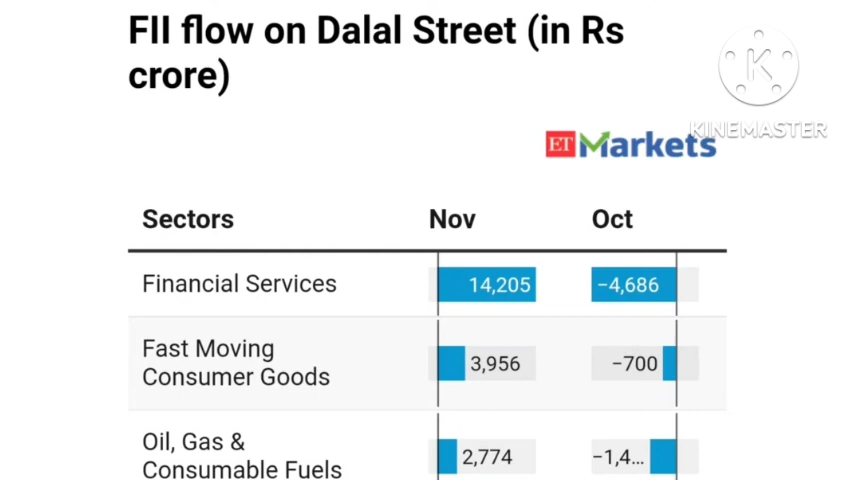 FII flow on Dalal Street (in Rs
crore)
KINEMASTER
ET Markets
Sectors Nov Oct
Financial Services 14,205 −4,686
Fast Moving
Consumer Goods 3,956 −700
Oil, Gas &
Consumable Fuels 2,774 −1,4...